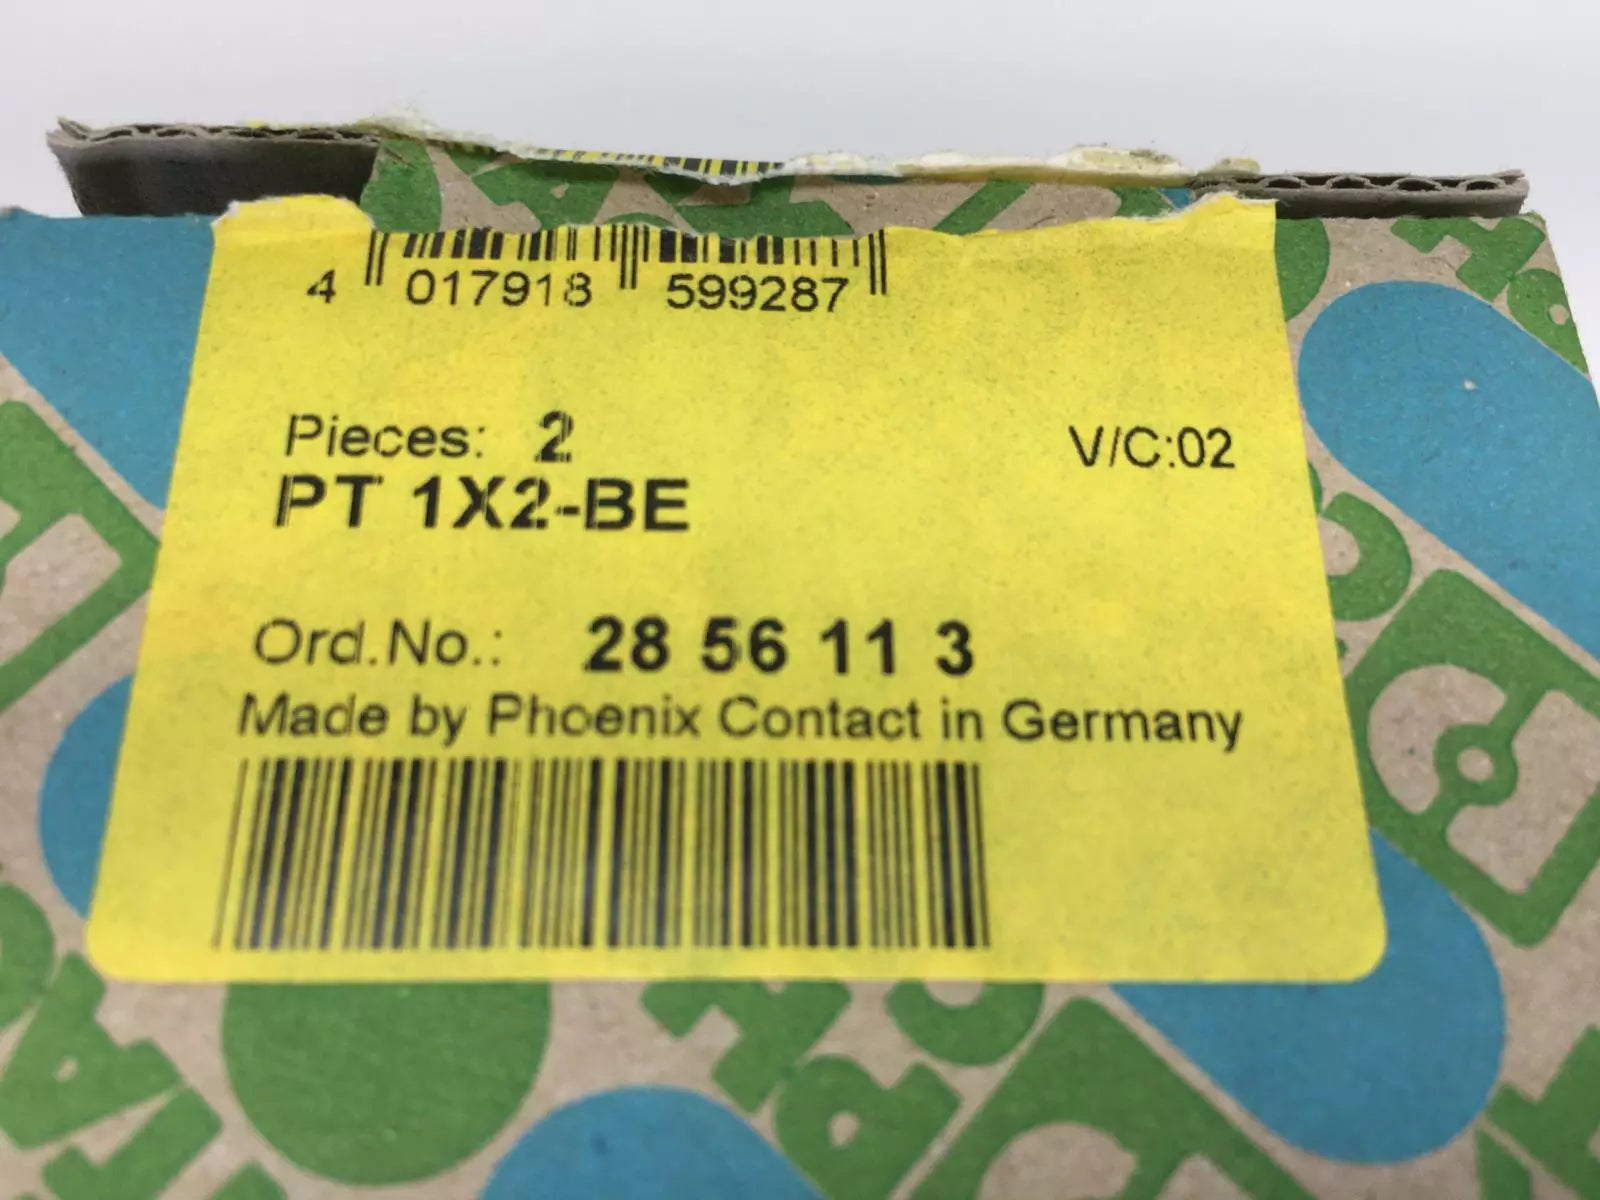 4 017918 599287
Pieces: 2 V/C:02
PT 1X2-BE
Ord.No.: 28 56 11 3
Made by Phoenix Contact in Germany